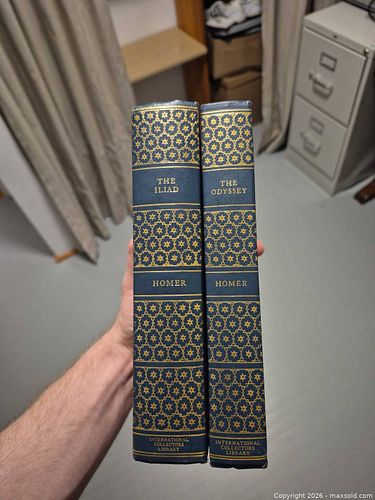 THE
ILIAD
HOMER
INTERNATIONAL
COLLECTORS
LIBRARY
THE
ODYSSEY
HOMER
INTERNATIONAL
COLLECTORS
LIBRARY
Copyright © 2026 - maxsold.com